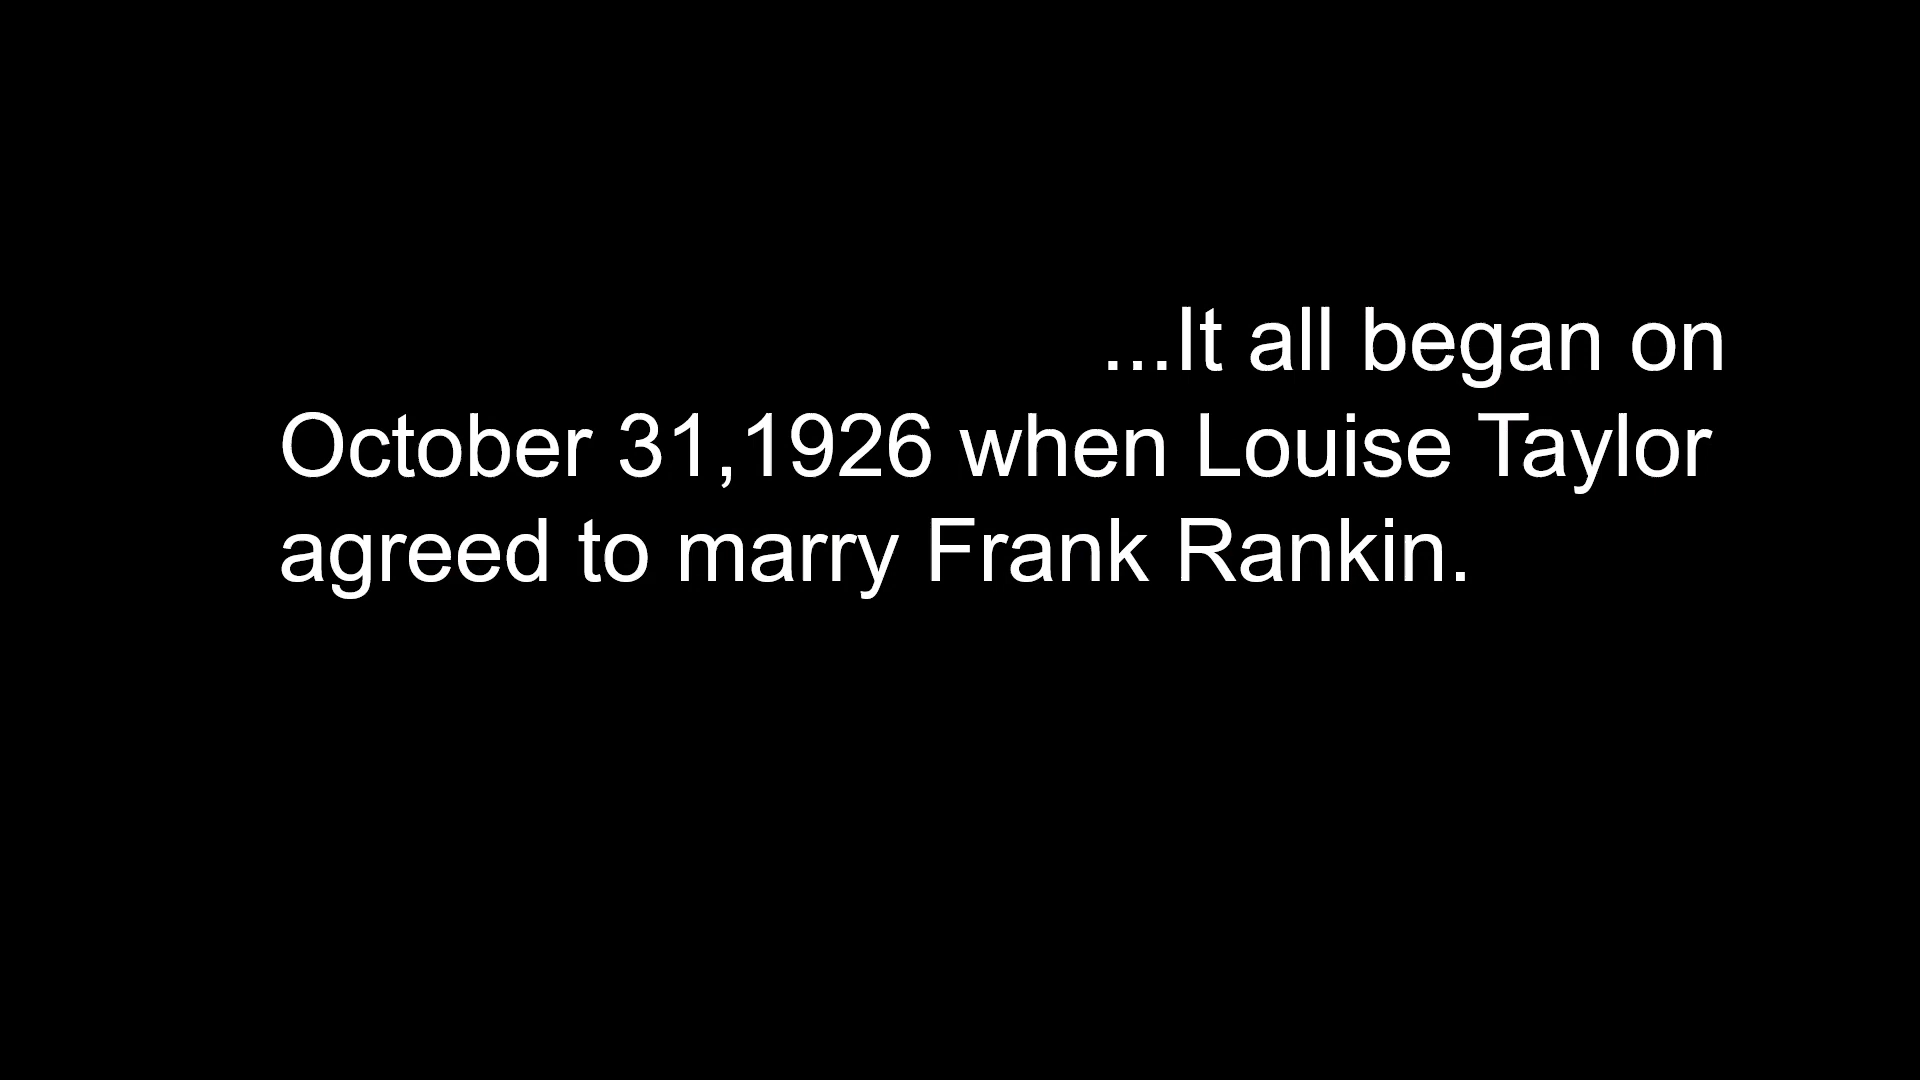 ...It all began on
October 31,1926 when Louise Taylor
agreed to marry Frank Rankin.